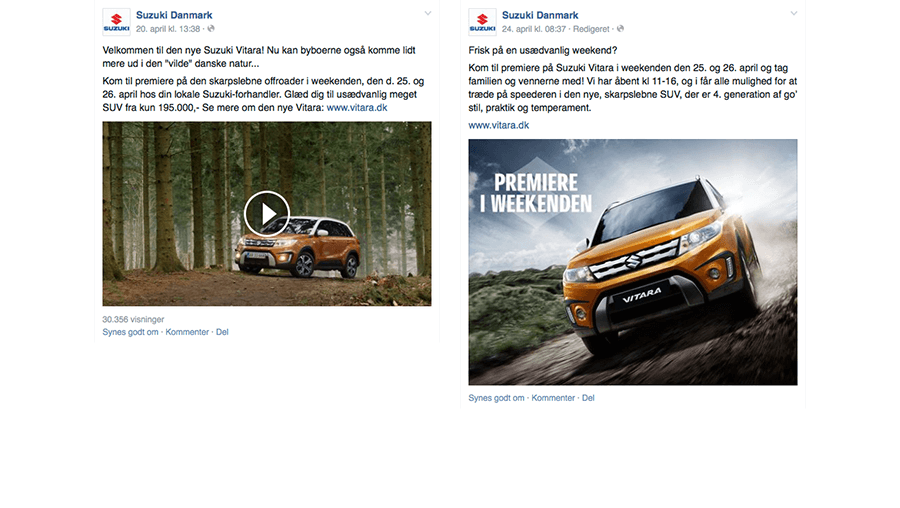 Suzuki Danmark
20. april kl. 13:38 ·
SUZUKI
Velkommen til den nye Suzuki Vitara! Nu kan byboerne også komme lidt
mere ud i den "vilde" danske natur...
Kom til premiere på den skarpslebne offroader i weekenden, den d. 25. og
26. april hos din lokale Suzuki-forhandler. Glæd dig til usædvanlig meget
SUV fra kun 195.000,- Se mere om den nye Vitara: www.vitara.dk
30.356 visninger
Synes godt om · Kommenter · Del
Suzuki Danmark
24. april kl. 08:37 · Redigeret ·
SUZUKI
Frisk på en usædvanlig weekend?
Kom til premiere på Suzuki Vitara i weekenden den 25. og 26. april og tag
familien og vennerne med! Vi har åbent kl 11-16, og i får alle mulighed for at
træde på speederen i den nye, skarpslebne SUV, der er 4. generation af go'
stil, praktik og temperament.
www.vitara.dk
PREMIERE
I WEEKENDEN
VITARA
Synes godt om · Kommenter · Del